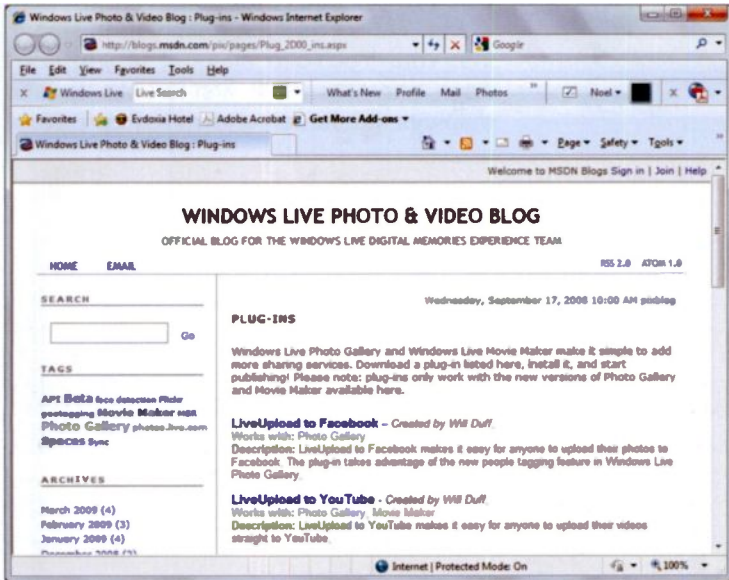 Windows Live Photo & Video Blog : Plug-ins - Windows Internet Explorer
http://blogs.msdn.com/pix/pages/Plug_2D00_ins.aspx
Google
File Edit View Favorites Tools Help
x Windows Live Live Search What's New Profile Mail Photos » Noel x
Favorites Evdoxia Hotel Adobe Acrobat Get More Add-ons
Windows Live Photo & Video Blog : Plug-ins
Page Safety Tools »
Welcome to MSDN Blogs Sign in | Join | Help
WINDOWS LIVE PHOTO & VIDEO BLOG
OFFICIAL BLOG FOR THE WINDOWS LIVE DIGITAL MEMORIES EXPERIENCE TEAM
HOME EMAIL
RSS 2.0 ATOM 1.0
SEARCH
Go
TAGS
API Beta face detection Flickr
geotagging Movie Maker MSR
Photo Gallery photos.live.com
Spaces Sync
ARCHIVES
March 2009 (4)
February 2009 (3)
January 2009 (4)
December 2008 (2)
Wednesday, September 17, 2008 10:00 AM pixblog
PLUG-INS
Windows Live Photo Gallery and Windows Live Movie Maker make it simple to add
more sharing services. Download a plug-in listed here, install it, and start
publishing! Please note: plug-ins only work with the new versions of Photo Gallery
and Movie Maker available here.
LiveUpload to Facebook – Created by Will Duff.
Works with: Photo Gallery
Description: LiveUpload to Facebook makes it easy for anyone to upload their photos to
Facebook. The plug-in takes advantage of the new people tagging feature in Windows Live
Photo Gallery.
LiveUpload to YouTube - Created by Will Duff.
Works with: Photo Gallery, Movie Maker
Description: LiveUpload to YouTube makes it easy for anyone to upload their videos
straight to YouTube.
Internet | Protected Mode: On
100%